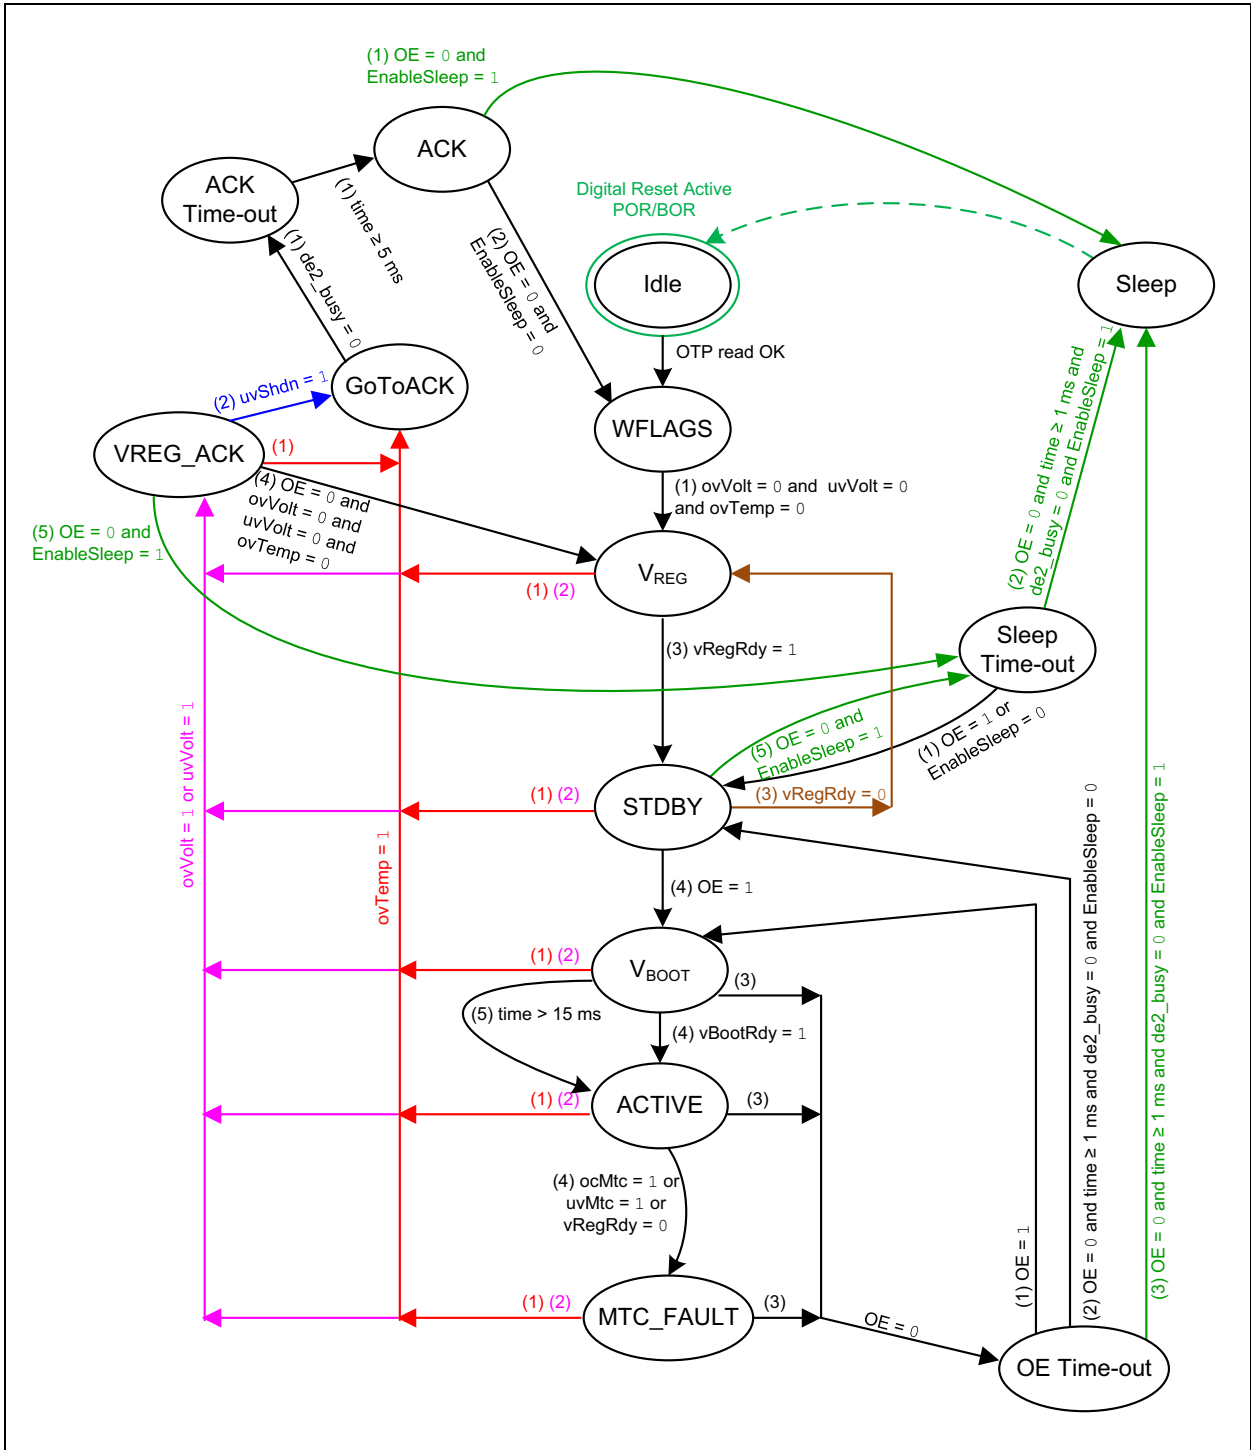 (1) OE = 0 and
EnableSleep = 1
ACK
ACK
Time-out
(1) time ≥ 5 ms
Digital Reset Active
POR/BOR
(2) OE = 0 and
EnableSleep = 0
(1) de2_busy = 0
Idle
Sleep
OTP read OK
GoToACK
(2) uvShdn = 1
WFLAGS
VREG_ACK
(1)
(4) OE = 0 and
ovVolt = 0 and
uvVolt = 0 and
ovTemp = 0
(1) ovVolt = 0 and uvVolt = 0
and ovTemp = 0
(2) OE = 0 and time ≥ 1 ms and
de2_busy = 0 and EnableSleep = 1
(5) OE = 0 and
EnableSleep = 1
VREG
(1) (2)
(3) vRegRdy = 1
Sleep
Time-out
(5) OE = 0 and
EnableSleep = 1
(1) OE = 1 or
EnableSleep = 0
STDBY
(1) (2)
(3) vRegRdy = 0
ovVolt = 1 or uvVolt = 1
ovTemp = 1
(4) OE = 1
VBOOT
(1) (2)
(3)
(5) time > 15 ms
(4) vBootRdy = 1
ACTIVE
(1) (2)
(3)
(4) ocMtc = 1 or
uvMtc = 1 or
vRegRdy = 0
MTC_FAULT
(1) (2)
(3)
OE = 0
(1) OE = 1
(2) OE = 0 and time ≥ 1 ms and de2_busy = 0 and EnableSleep = 0
(3) OE = 0 and time ≥ 1 ms and de2_busy = 0 and EnableSleep = 1
OE Time-out